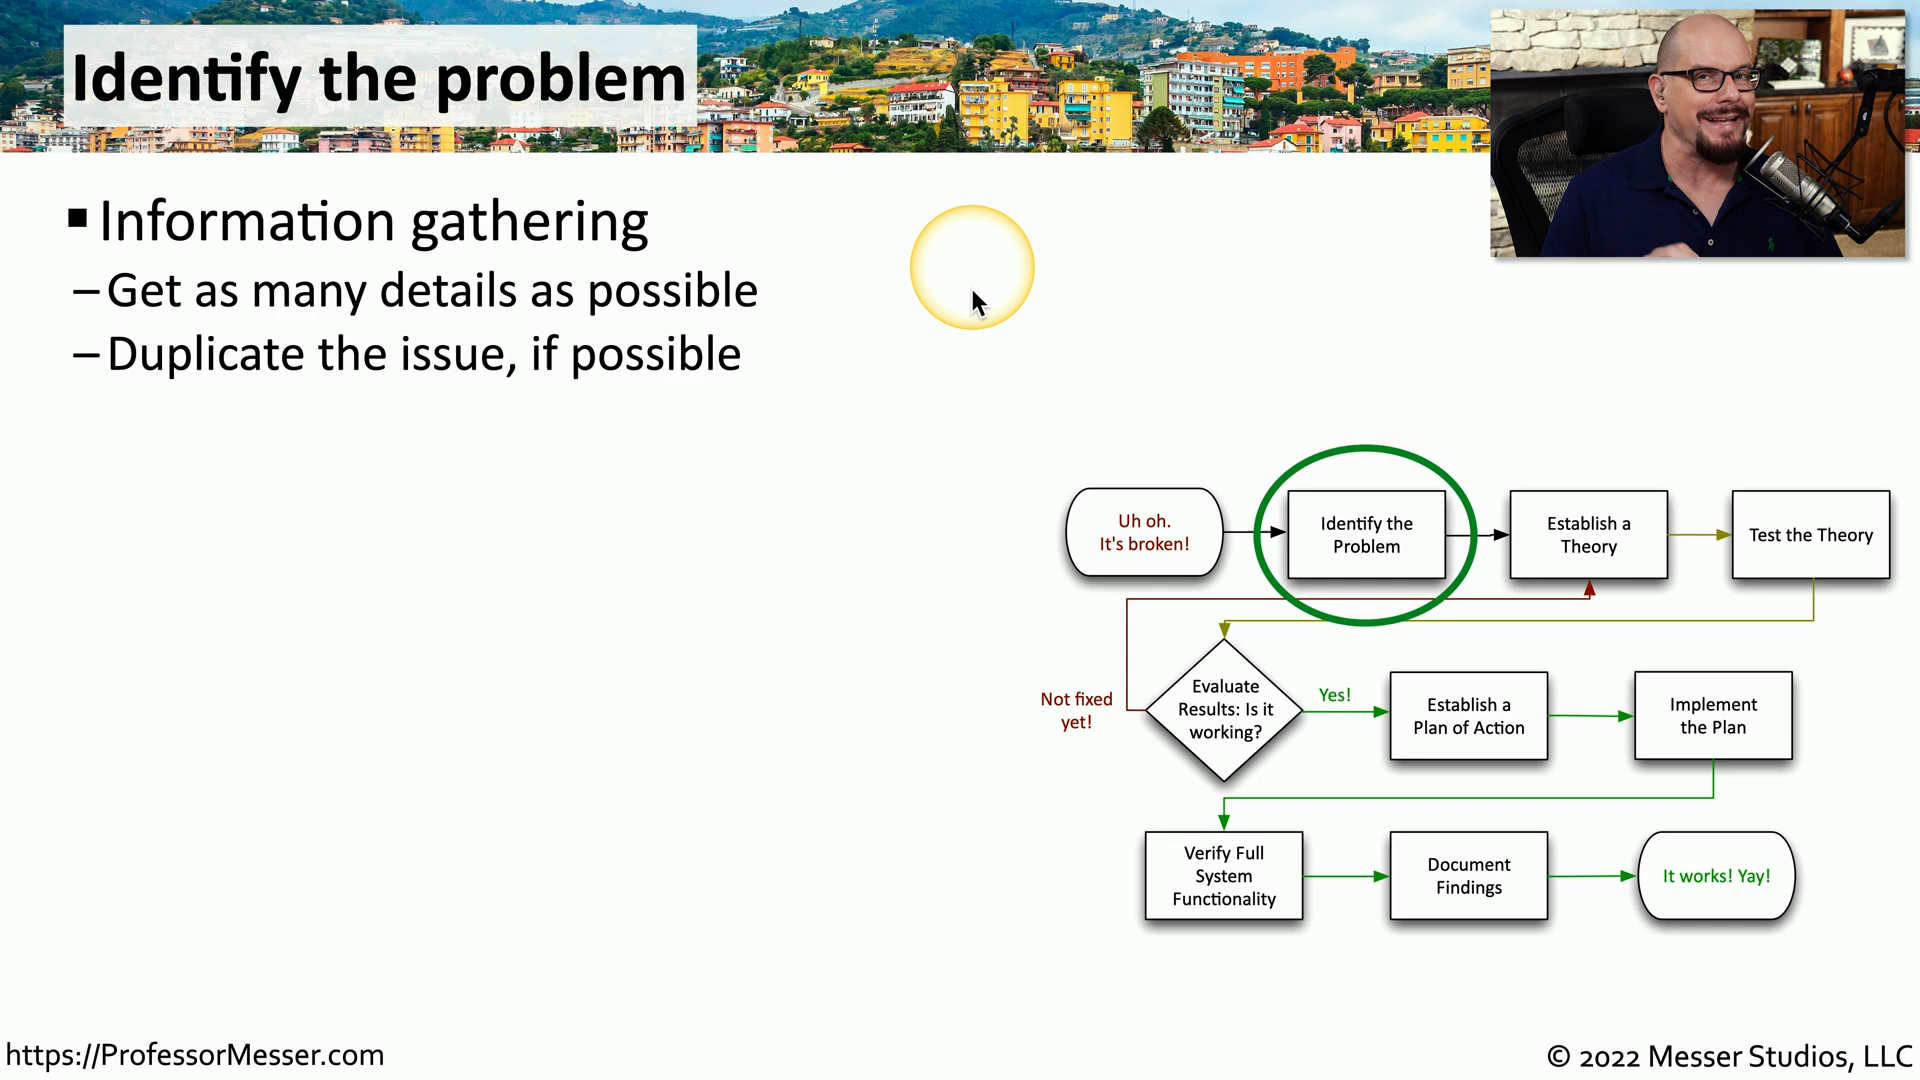 Identify the problem
▪ Information gathering
– Get as many details as possible
– Duplicate the issue, if possible
Uh oh.
It's broken!
Identify the
Problem
Establish a
Theory
Test the Theory
Not fixed
yet!
Evaluate
Results: Is it
working?
Yes!
Establish a
Plan of Action
Implement
the Plan
Verify Full
System
Functionality
Document
Findings
It works! Yay!
https://ProfessorMesser.com
© 2022 Messer Studios, LLC